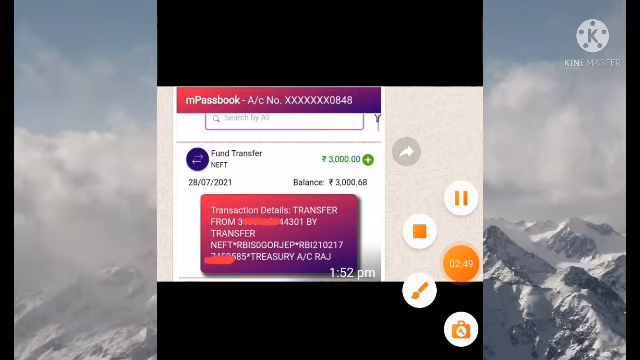 KINEMASTER
mPassbook - A/c No. XXXXXXX0848
Search by All
Fund Transfer
NEFT
₹ 3,000.00
28/07/2021
Balance: ₹ 3,000.68
Transaction Details: TRANSFER
FROM 3 44301 BY
TRANSFER
NEFT*RBIS0GORJEP*RBI210217
585*TREASURY A/C RAJ
1:52 pm
02:49